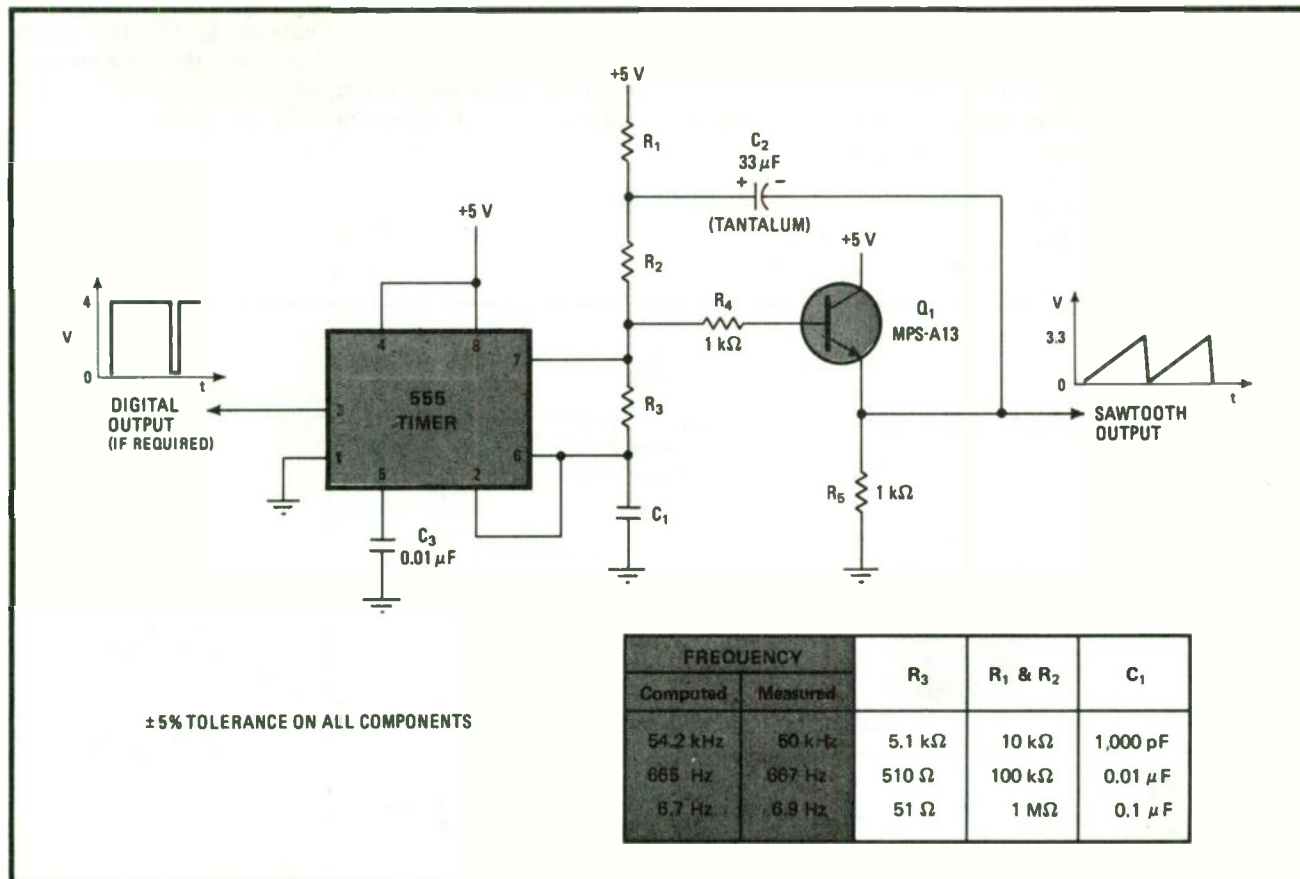 +5 V
R1
C2
33 µF
+ −
(TANTALUM)
+5 V
+5 V
R2
R4
1 kΩ
Q1
MPS-A13
4
V
0
t
DIGITAL
OUTPUT
(IF REQUIRED)
4
8
7
555
TIMER
3
1
6
5
2
R3
C1
C3
0.01 µF
R5
1 kΩ
V
3.3
0
t
SAWTOOTH
OUTPUT
±5% TOLERANCE ON ALL COMPONENTS
FREQUENCY R3 R1 & R2 C1
Computed Measured
54.2 kHz 50 kHz 5.1 kΩ 10 kΩ 1,000 pF
665 Hz 667 Hz 510 Ω 100 kΩ 0.01 µF
6.7 Hz 6.9 Hz 51 Ω 1 MΩ 0.1 µF